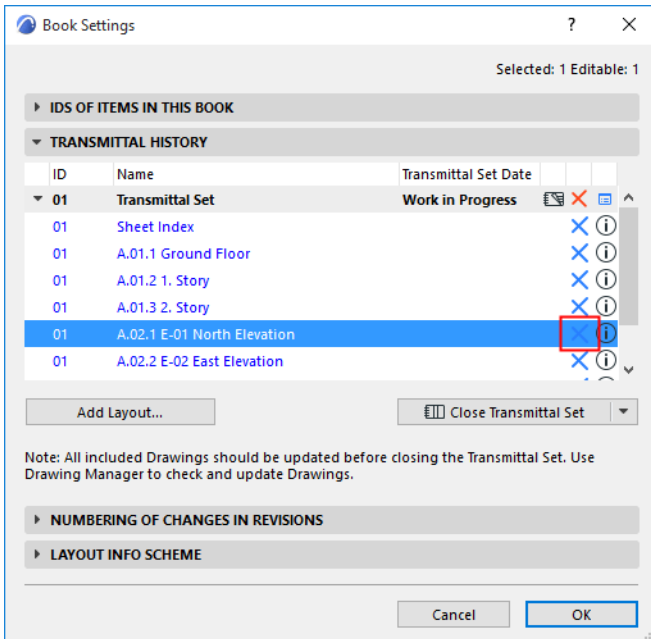 Book Settings
Selected: 1 Editable: 1
IDS OF ITEMS IN THIS BOOK
TRANSMITTAL HISTORY
ID Name Transmittal Set Date
01 Transmittal Set Work in Progress
01 Sheet Index
01 A.01.1 Ground Floor
01 A.01.2 1. Story
01 A.01.3 2. Story
01 A.02.1 E-01 North Elevation
01 A.02.2 E-02 East Elevation
Add Layout... Close Transmittal Set
Note: All included Drawings should be updated before closing the Transmittal Set. Use
Drawing Manager to check and update Drawings.
NUMBERING OF CHANGES IN REVISIONS
LAYOUT INFO SCHEME
Cancel OK